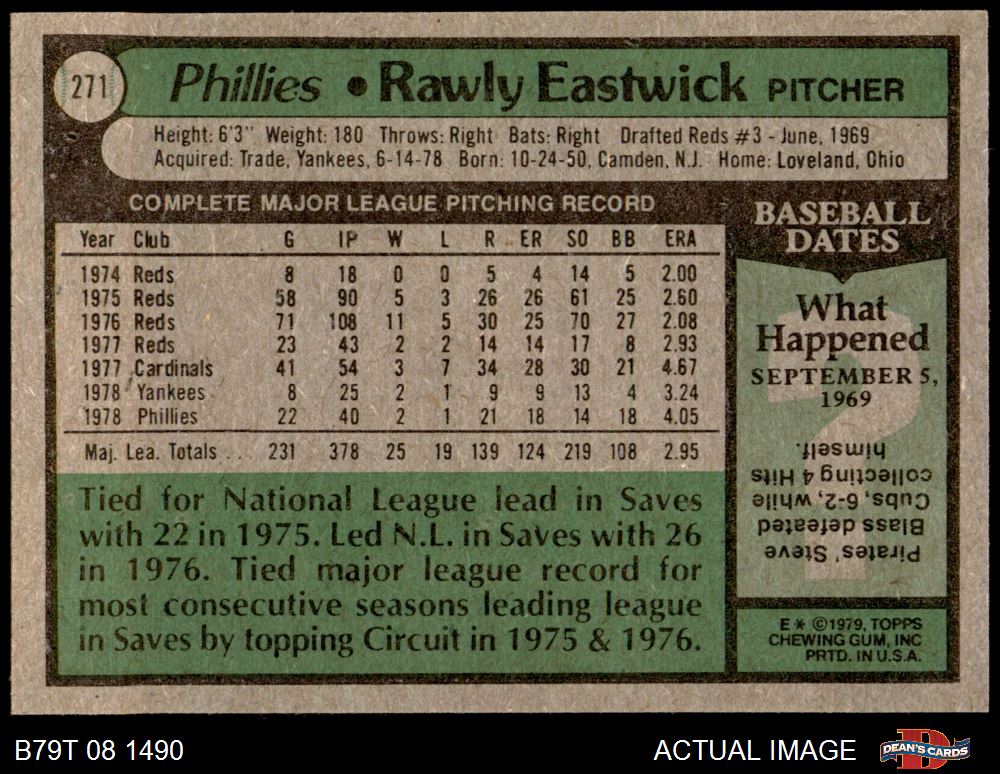 271 Phillies • Rawly Eastwick PITCHER
Height: 6'3" Weight: 180 Throws: Right Bats: Right Drafted Reds #3 - June, 1969
Acquired: Trade, Yankees, 6-14-78 Born: 10-24-50, Camden, N.J. Home: Loveland, Ohio
COMPLETE MAJOR LEAGUE PITCHING RECORD
Year Club G IP W L R ER SO BB ERA
1974 Reds 8 18 0 0 5 4 14 5 2.00
1975 Reds 58 90 5 3 26 26 61 25 2.60
1976 Reds 71 108 11 5 30 25 70 27 2.08
1977 Reds 23 43 2 2 14 14 17 8 2.93
1977 Cardinals 41 54 3 7 34 28 30 21 4.67
1978 Yankees 8 25 2 1 9 9 13 4 3.24
1978 Phillies 22 40 2 1 21 18 14 18 4.05
Maj. Lea. Totals ... 231 378 25 19 139 124 219 108 2.95
Tied for National League lead in Saves
with 22 in 1975. Led N.L. in Saves with 26
in 1976. Tied major league record for
most consecutive seasons leading league
in Saves by topping Circuit in 1975 & 1976.
BASEBALL
DATES
What
Happened
SEPTEMBER 5,
1969
Pirates' Steve
Blass defeated
Cubs, 6-2, while
collecting 4 Hits
himself.
E * ©1979, TOPPS
CHEWING GUM, INC
PRTD. IN U.S.A.
B79T 08 1490
ACTUAL IMAGE
DEAN'S CARDS